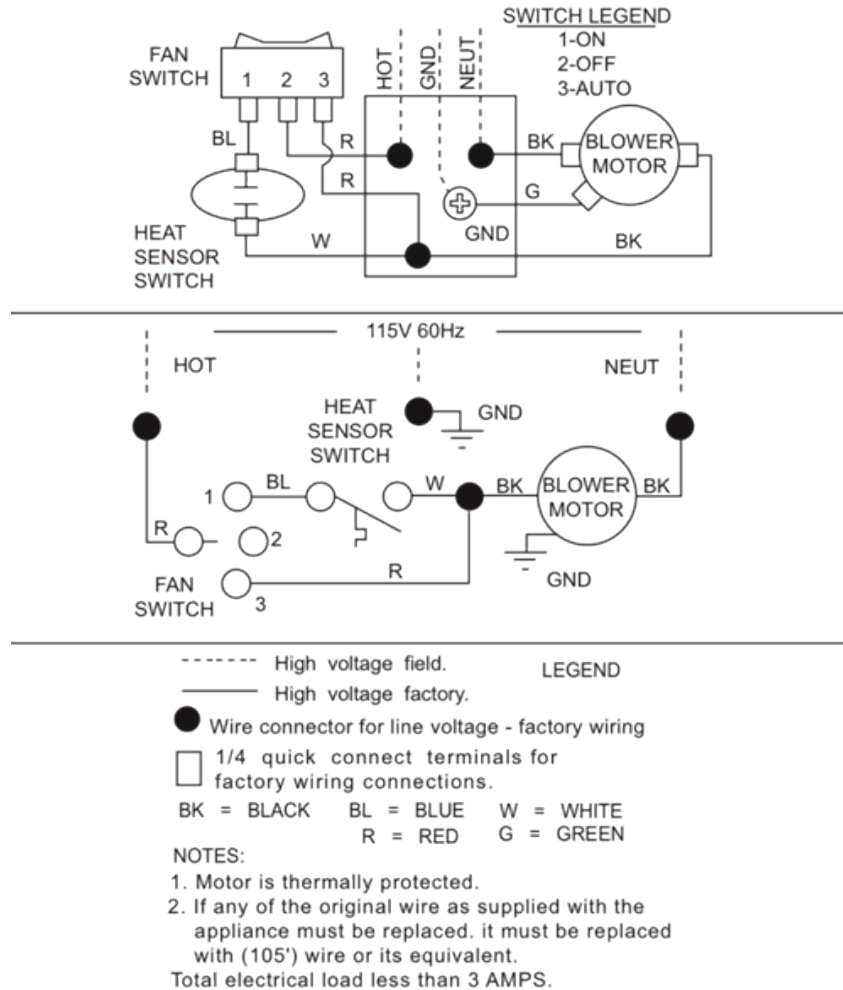 SWITCH LEGEND
1-ON
2-OFF
3-AUTO
FAN
SWITCH
1 2 3
HOT
GND
NEUT
BL
R
R
BK
BLOWER
MOTOR
G
GND
HEAT
SENSOR
SWITCH
W
BK
115V 60Hz
HOT
NEUT
HEAT
SENSOR
SWITCH
GND
1
BL
W
BK
BLOWER
MOTOR
BK
R
2
FAN
SWITCH
3
R
GND
High voltage field.
LEGEND
High voltage factory.
Wire connector for line voltage - factory wiring
1/4 quick connect terminals for
factory wiring connections.
BK = BLACK BL = BLUE W = WHITE
R = RED G = GREEN
NOTES:
1. Motor is thermally protected.
2. If any of the original wire as supplied with the
appliance must be replaced. it must be replaced
with (105') wire or its equivalent.
Total electrical load less than 3 AMPS.